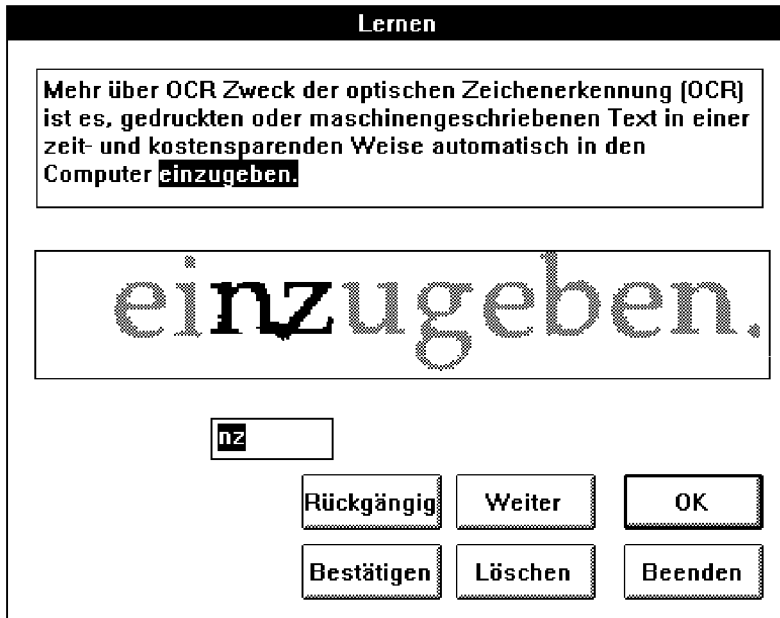 Lernen
Mehr über OCR Zweck der optischen Zeichenerkennung (OCR)
ist es, gedruckten oder maschinengeschriebenen Text in einer
zeit- und kostensparenden Weise automatisch in den
Computer einzugeben.
einzugeben.
nz
Rückgängig Weiter OK
Bestätigen Löschen Beenden